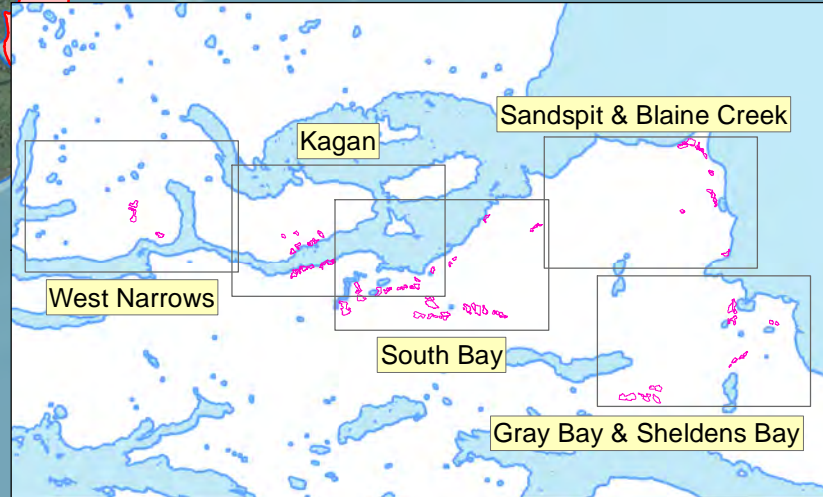 Sandspit & Blaine Creek
Kagan
West Narrows
South Bay
Gray Bay & Sheldens Bay